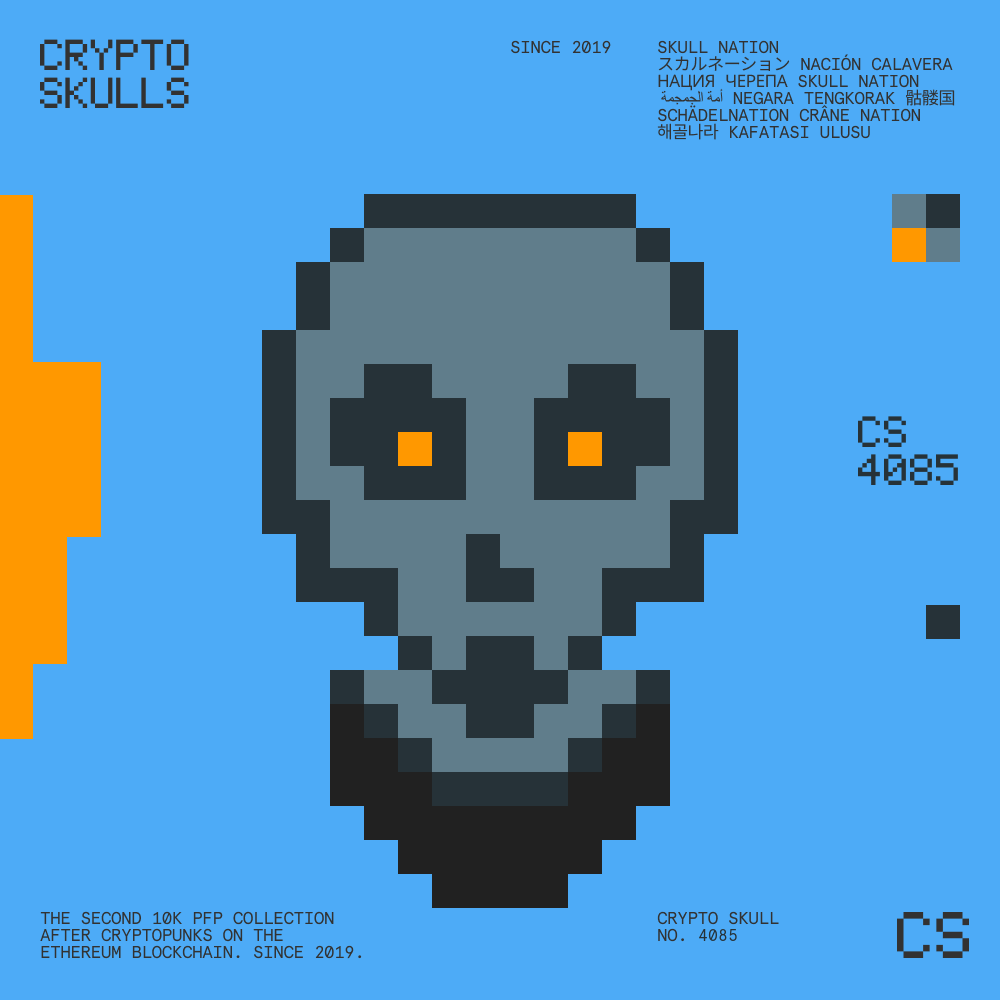 CRYPTO
SKULLS
SINCE 2019
SKULL NATION
スカルネーション NACIÓN CALAVERA
НАЦИЯ ЧЕРЕПА SKULL NATION
أمة الجمجمة NEGARA TENGKORAK 骷髅国
SCHÄDELNATION CRÂNE NATION
해골나라 KAFATASI ULUSU
CS
4085
THE SECOND 10K PFP COLLECTION
AFTER CRYPTOPUNKS ON THE
ETHEREUM BLOCKCHAIN. SINCE 2019.
CRYPTO SKULL
NO. 4085
CS